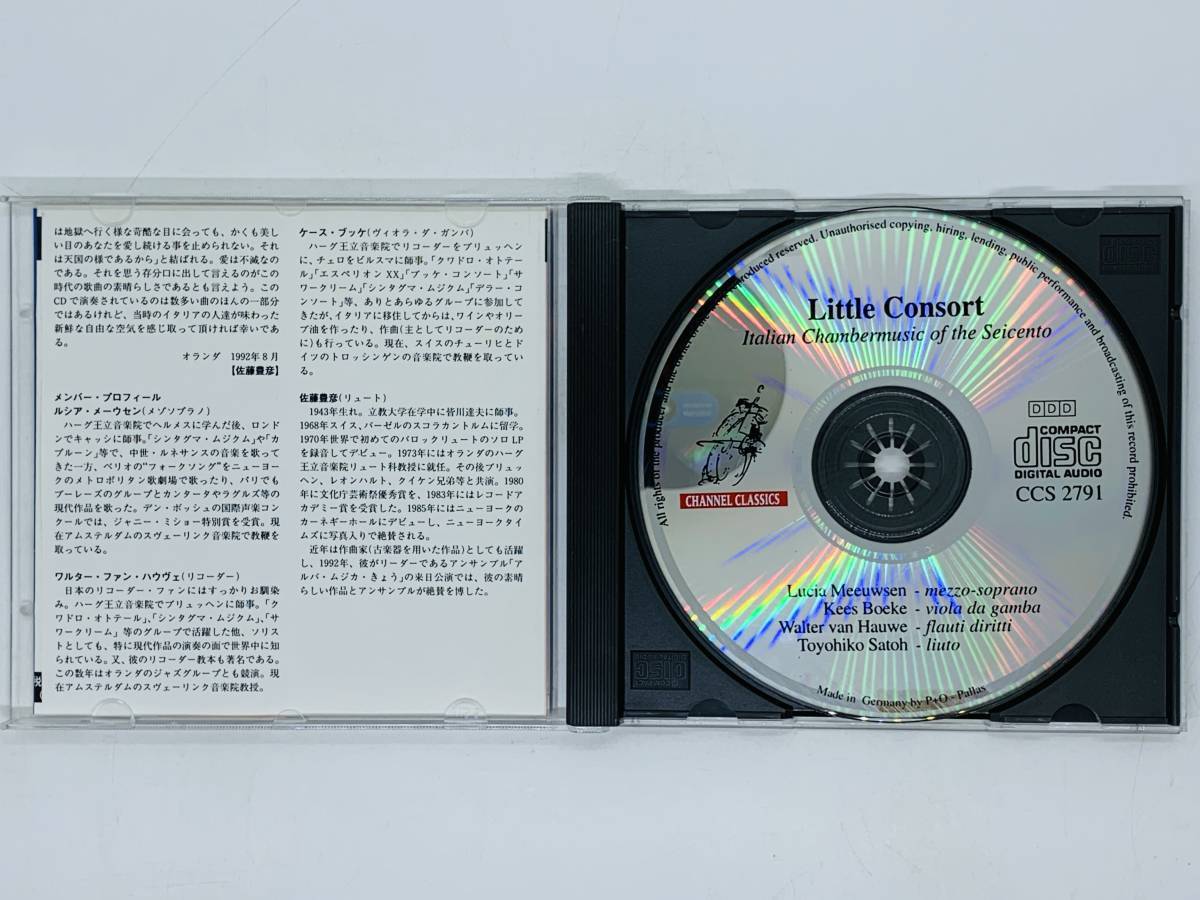 は地獄へ行く様な苛酷な目に会っても、かくも美し
い目のあなたを愛し続ける事を止められない。それ
は天国の様であるから」と結ばれる。愛は不滅なの
である。それを思う存分口に出して言えるのがこの
時代の歌曲の素晴らしさであるとも言えよう。この
CDで演奏されているのは数多い曲のほんの一部分
ではあるけれど、当時のイタリアの人達が味わった
新鮮な自由な空気を感じ取って頂ければ幸いであ
る。
オランダ 1992年8月
【佐藤豊彦】
メンバー・プロフィール
ルシア・メーウセン(メゾソプラノ)
ハーグ王立音楽院でヘルメスに学んだ後、ロンド
ンでキャッシに師事。「シンタグマ・ムジクム」や「カ
プルーン」等で、中世・ルネサンスの音楽を歌って
きた一方、ベリオの"フォークソング"をニューヨー
クのメトロポリタン歌劇場で歌ったり、パリでも
ブーレーズのグループとカンタータやラグルズ等の
現代作品を歌った。デン・ボッシュの国際声楽コン
クールでは、ジャニー・ミショー特別賞を受賞。現
在アムステルダムのスヴェーリンク音楽院で教鞭を
取っている。
ワルター・ファン・ハウヴェ(リコーダー)
日本のリコーダー・ファンにはすっかりお馴染
み。ハーグ王立音楽院でブリュッヘンに師事。「ク
ワドロ・オトテール」、「シンタグマ・ムジクム」、「サ
ワークリーム」等のグループで活躍した他、ソリス
トとしても、特に現代作品の演奏の面で世界中に知
られている。又、彼のリコーダー教本も著名である。
この数年はオランダのジャズグループとも競演。現
在アムステルダムのスヴェーリンク音楽院教授。
ケース・ブッケ(ヴィオラ・ダ・ガンバ)
ハーグ王立音楽院でリコーダーをブリュッヘン
に、チェロをビルスマに師事。「クワドロ・オトテー
ル」「エスペリオンXX」「ブッケ・コンソート」「サ
ワークリーム」「シンタグマ・ムジクム」「デラー・コ
ンソート」等、ありとあらゆるグループに参加して
きたが、イタリアに移住してからは、ワインやオリー
ブ油を作ったり、作曲(主としてリコーダーのため
に)も行っている。現在、スイスのチューリヒとド
イツのトロッシンゲンの音楽院で教鞭を取ってい
る。
佐藤豊彦(リュート)
1943年生れ。立教大学在学中に皆川達夫に師事。
1968年スイス、バーゼルのスコラカントルムに留学。
1970年世界で初めてのバロックリュートのソロLP
を録音してデビュー。1973年にはオランダのハーグ
王立音楽院リュート科教授に就任。その後ブリュッ
ヘン、レオンハルト、クイケン兄弟等と共演。1980
年に文化庁芸術祭優秀賞を、1983年にはレコードア
カデミー賞を受賞した。1985年にはニューヨークの
カーネギーホールにデビューし、ニューヨークタイ
ムズに写真入りで絶賛される。
近年は作曲家(古楽器を用いた作品)としても活躍
し、1992年、彼がリーダーであるアンサンブル「ア
ルバ・ムジカ・きょう」の来日公演では、彼の素晴
らしい作品とアンサンブルが絶賛を博した。
All rights of the producer and the owner of the reproduced reserved. Unauthorised copying, hiring, lending, public performance and broadcasting of this record prohibited.
Little Consort
Italian Chambermusic of the Seicento
CHANNEL CLASSICS
DDD
COMPACT
disc
DIGITAL AUDIO
CCS 2791
Lucia Meeuwsen - mezzo-soprano
Kees Boeke - viola da gamba
Walter van Hauwe - flauti diritti
Toyohiko Satoh - liuto
Made in Germany by P+O - Pallas
COMPACT
disc